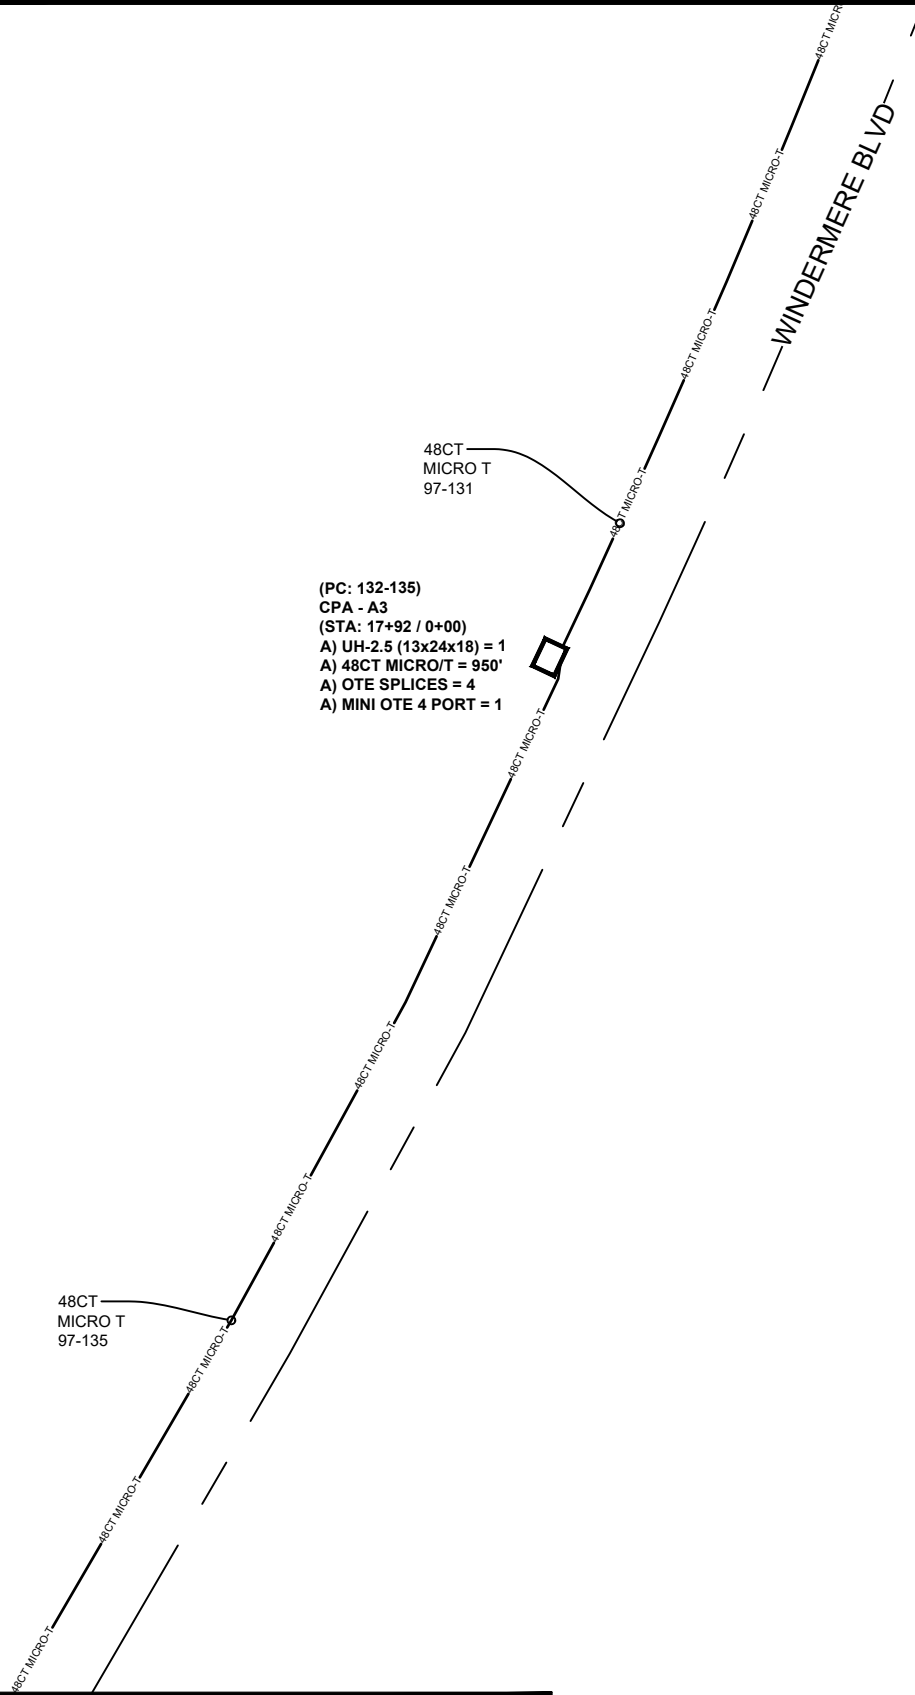 48CT MICR
WINDERMERE BLVD
48CT MICRO-T
48CT MICRO-T
48CT
MICRO T
97-131
48CT MICRO-T
(PC: 132-135)
CPA - A3
(STA: 17+92 / 0+00)
A) UH-2.5 (13x24x18) = 1
A) 48CT MICRO/T = 950'
A) OTE SPLICES = 4
A) MINI OTE 4 PORT = 1
48CT MICRO-T
48CT MICRO-T
48CT MICRO-T
48CT MICRO-T
48CT
MICRO T
97-135
48CT MICRO-T
48CT MICRO-T
48CT MICRO-T